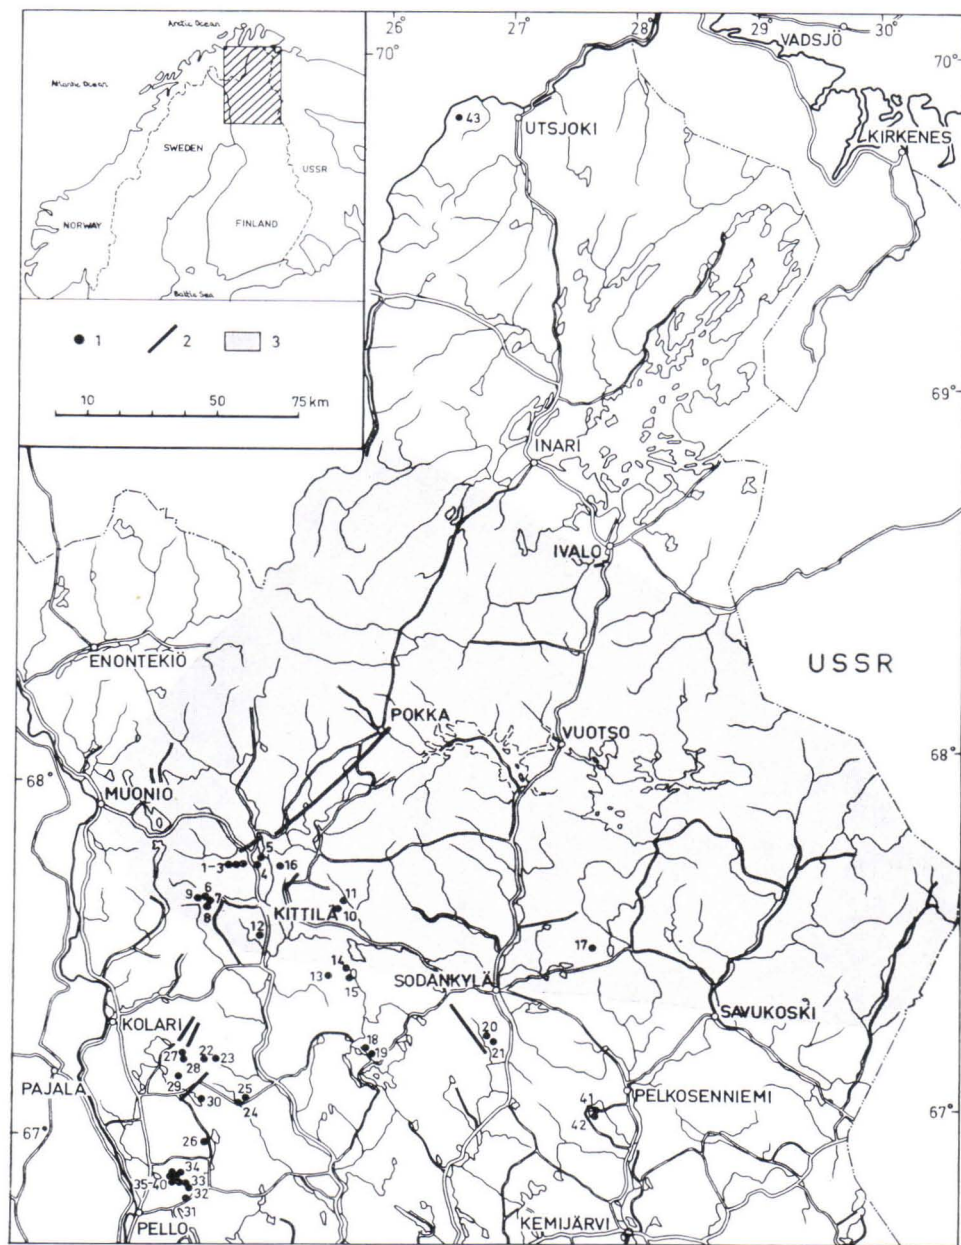 26 27 28 29 30
70° 70°
Arctic Ocean
Atlantic Ocean
SWEDEN
USSR
NORWAY
FINLAND
Baltic Sea
1 2 3
10 50 75 km
VADSJÖ
43
UTSJOKI
KIRKENES
69°
INARI
IVALO
ENONTEKIÖ
USSR
POKKA
VUOTSO
68° 68°
MUONIO
1-3 4 5 16
9 6 7 8
11
10
KITTILÄ
12
17
13 14 15
SODANKYLÄ
SAVUKOSKI
KOLARI
20
21
18 19
27 22 23
28
PAJALA
29
30 25
24
PELKOSENNIEMI
41
42
67° 67°
26
34
35-40 33
32
31
PELLO
KEMIJÄRVI